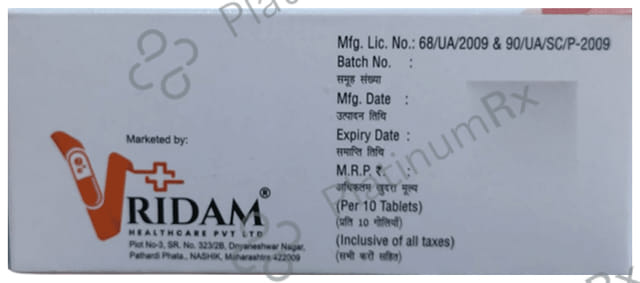 Mfg. Lic. No.: 68/UA/2009 & 90/UA/SC/P-2009
Batch No. :
समूह संख्या
Mfg. Date :
उत्पादन तिथि
Expiry Date :
समाप्ति तिथि
M.R.P. ₹. :
अधिकतम खुदरा मूल्य
(Per 10 Tablets)
(प्रति 10 गोलियाँ)
(Inclusive of all taxes)
(सभी करों सहित)
Marketed by:
VRIDAM®
HEALTHCARE PVT LTD
Plot No-3, SR. No. 323/2B, Dnyaneshwar Nagar,
Pathardi Phata., NASHIK, Maharashtra 422009
PlatinumRx